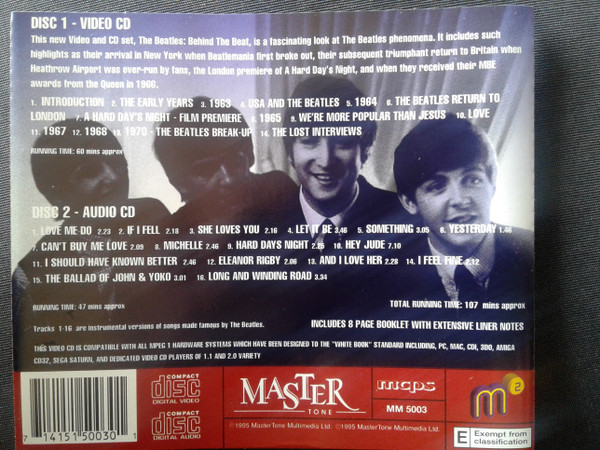 DISC 1 - VIDEO CD
This new Video and CD set, The Beatles: Behind The Beat, is a fascinating look at The Beatles phenomena. It includes such
highlights as their arrival in New York when Beatlemania first broke out, their subsequent triumphant return to Britain when
Heathrow Airport was over-run by fans, the London premiere of A Hard Day's Night, and when they received their MBE
awards from the Queen in 1966.
1. INTRODUCTION 2. THE EARLY YEARS 3. 1963 4. USA AND THE BEATLES 5. 1964 6. THE BEATLES RETURN TO
LONDON 7. A HARD DAY'S NIGHT - FILM PREMIERE 8. 1965 9. WE'RE MORE POPULAR THAN JESUS 10. LOVE
11. 1967 12. 1968 13. 1970 - THE BEATLES BREAK-UP 14. THE LOST INTERVIEWS
RUNNING TIME: 60 mins approx
DISC 2 - AUDIO CD
1. LOVE ME DO 2.23 2. IF I FELL 2.18 3. SHE LOVES YOU 2.16 4. LET IT BE 3.46 5. SOMETHING 3.05 6. YESTERDAY 1.46
7. CAN'T BUY ME LOVE 2.09 8. MICHELLE 2.46 9. HARD DAYS NIGHT 10. HEY JUDE 7.10
11. I SHOULD HAVE KNOWN BETTER 2.46 12. ELEANOR RIGBY 2.06 13. AND I LOVE HER 2.28 14. I FEEL FINE 2.12
15. THE BALLAD OF JOHN & YOKO 3.01 16. LONG AND WINDING ROAD 3.34
RUNNING TIME: 47 mins approx
TOTAL RUNNING TIME: 107 mins approx
Tracks 1-16 are instrumental versions of songs made famous by The Beatles.
INCLUDES 8 PAGE BOOKLET WITH EXTENSIVE LINER NOTES
THIS VIDEO CD IS COMPATIBLE WITH ALL MPEG 1 HARDWARE SYSTEMS WHICH HAVE BEEN DESIGNED TO THE "WHITE BOOK" STANDARD INCLUDING, PC, MAC, CDI, 3DO, AMIGA
CD32, SEGA SATURN, AND DEDICATED VIDEO CD PLAYERS OF 1.1 AND 2.0 VARIETY
7 14151 50030 1
COMPACT
disc
DIGITAL VIDEO
COMPACT
disc
DIGITAL AUDIO
MASTER
TONE
©1995 MasterTone Multimedia Ltd. ℗1995 MasterTone Multimedia Ltd.
mcps
MM 5003
m2
E Exempt from
classification